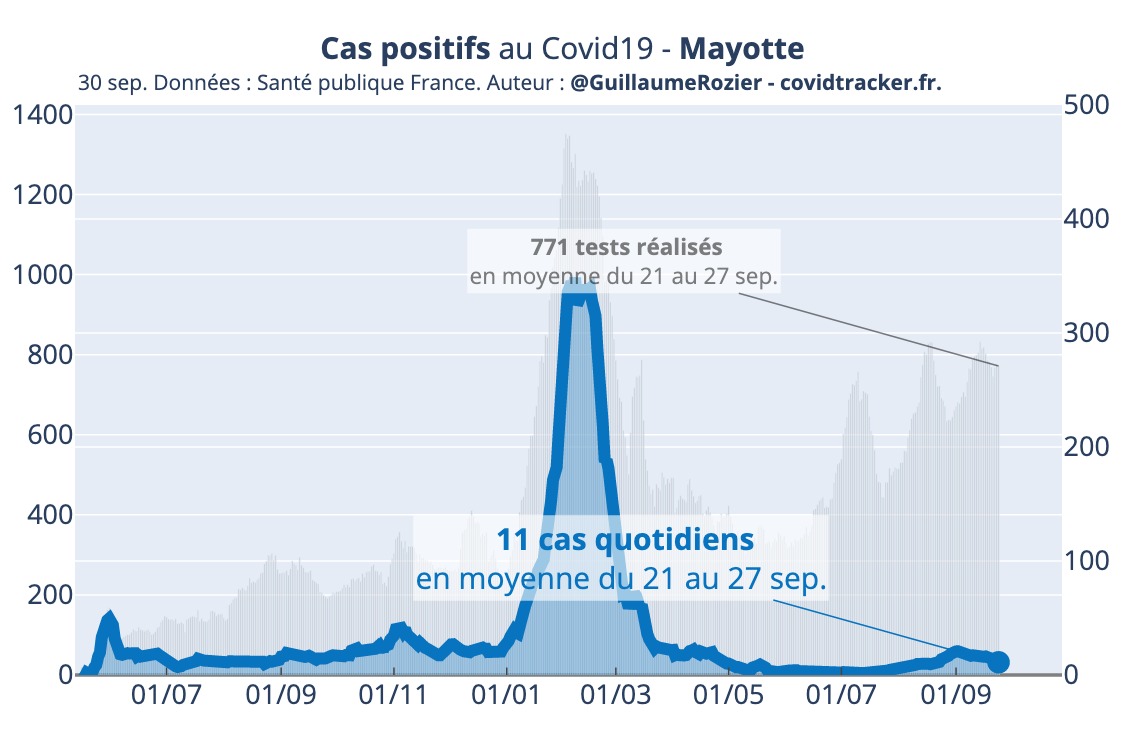 Cas positifs au Covid19 - Mayotte
30 sep. Données : Santé publique France. Auteur : @GuillaumeRozier - covidtracker.fr.
1400
1200
1000
800
600
400
200
0
500
400
300
200
100
0
771 tests réalisés
en moyenne du 21 au 27 sep.
11 cas quotidiens
en moyenne du 21 au 27 sep.
01/07 01/09 01/11 01/01 01/03 01/05 01/07 01/09